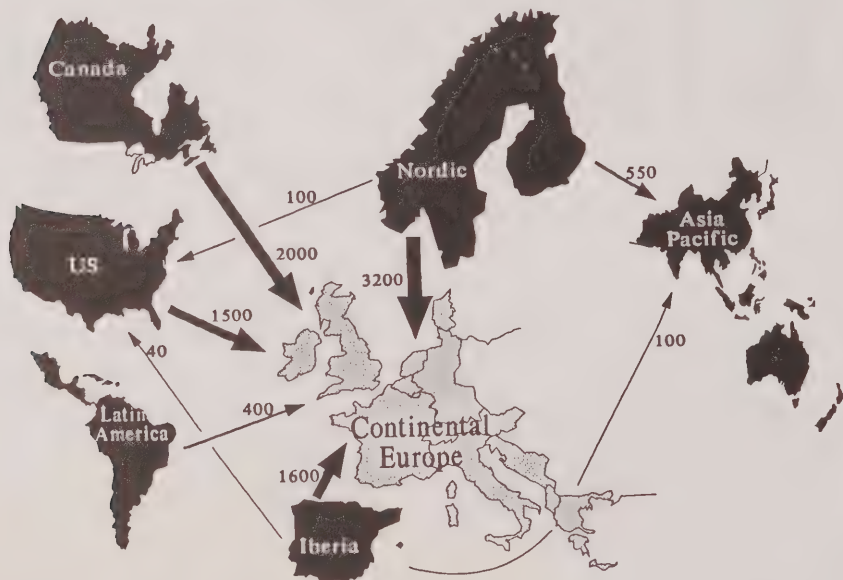 Canada
Nordic
550
100
Asia
Pacific
US
2000
3200
1500
40
100
Latin
America
400
Continental
Europe
1600
Iberia